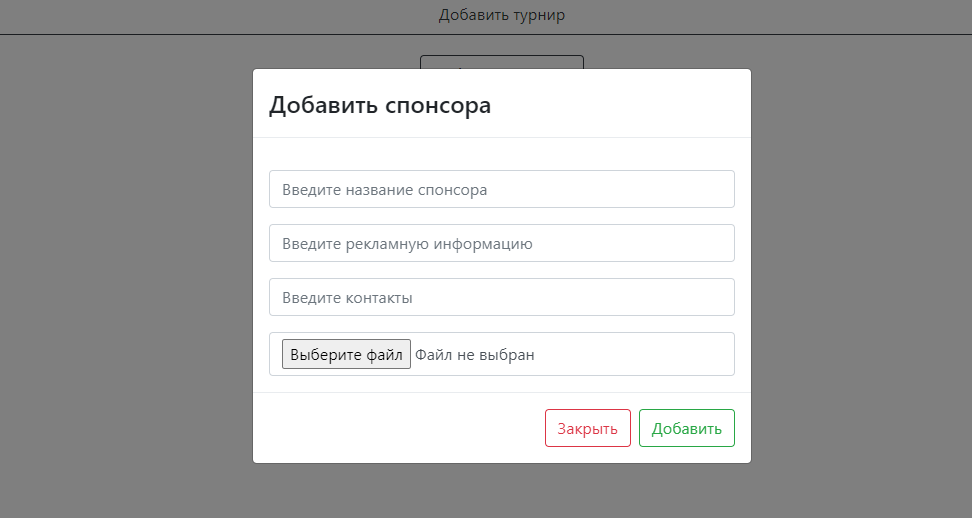 Добавить турнир
Добавить спонсора
Введите название спонсора
Введите рекламную информацию
Введите контакты
Выберите файл Файл не выбран
Закрыть Добавить